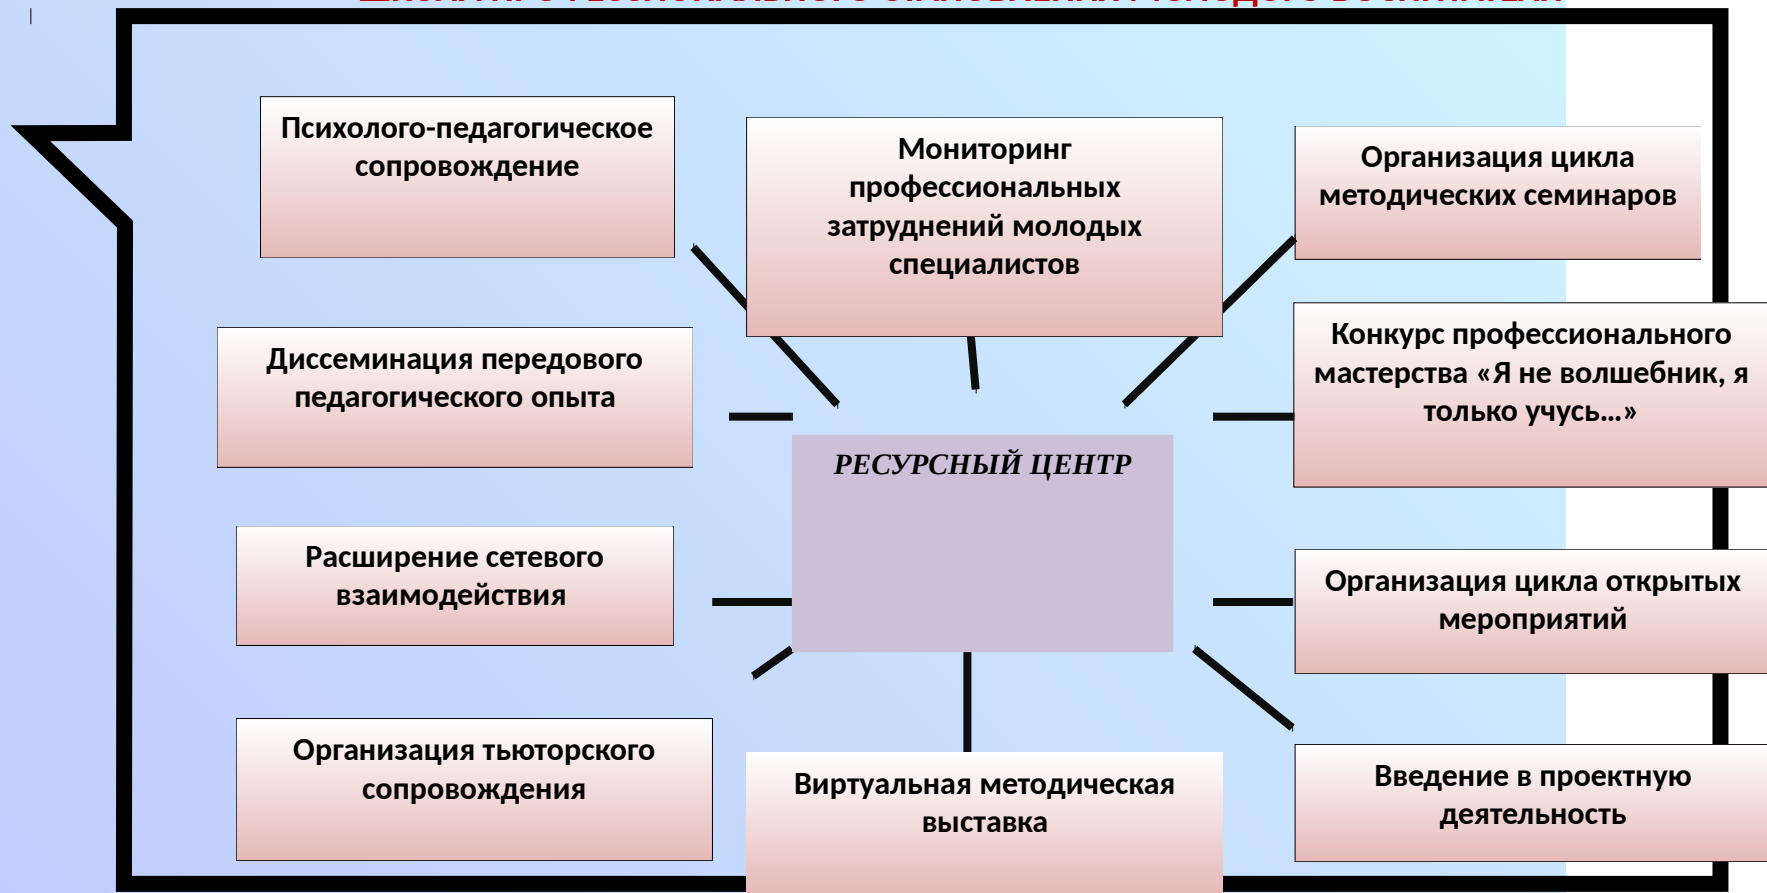 Психолого-педагогическое
сопровождение
Мониторинг
профессиональных
затруднений молодых
специалистов
Организация цикла
методических семинаров
Диссеминация передового
педагогического опыта
Конкурс профессионального
мастерства «Я не волшебник, я
только учусь…»
РЕСУРСНЫЙ ЦЕНТР
Расширение сетевого
взаимодействия
Организация цикла открытых
мероприятий
Организация тьюторского
сопровождения
Виртуальная методическая
выставка
Введение в проектную
деятельность